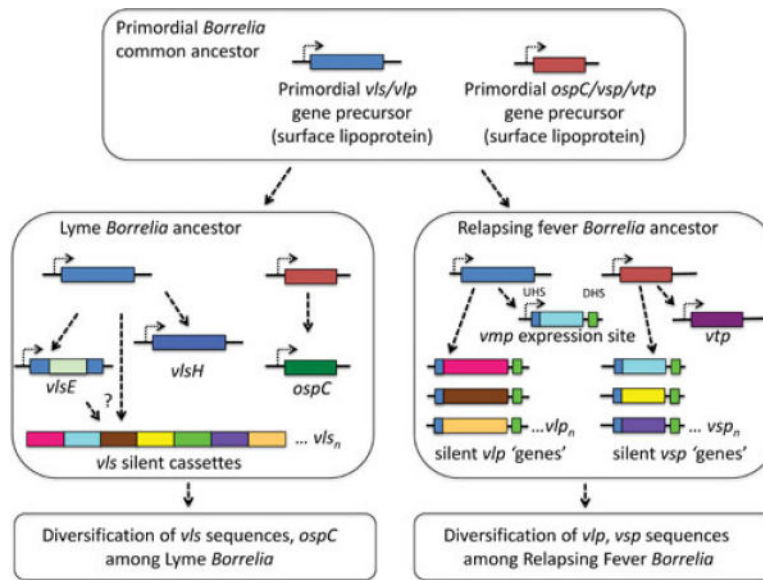 Primordial Borrelia
common ancestor
Primordial vls/vlp
gene precursor
(surface lipoprotein)
Primordial ospC/vsp/vtp
gene precursor
(surface lipoprotein)
Lyme Borrelia ancestor
vlsE
vlsH
ospC
?
... vlsn
vls silent cassettes
Diversification of vls sequences, ospC
among Lyme Borrelia
Relapsing fever Borrelia ancestor
UHS
DHS
vmp expression site
vtp
...vlpn
silent vlp ‘genes’
... vspn
silent vsp ‘genes’
Diversification of vlp, vsp sequences
among Relapsing Fever Borrelia